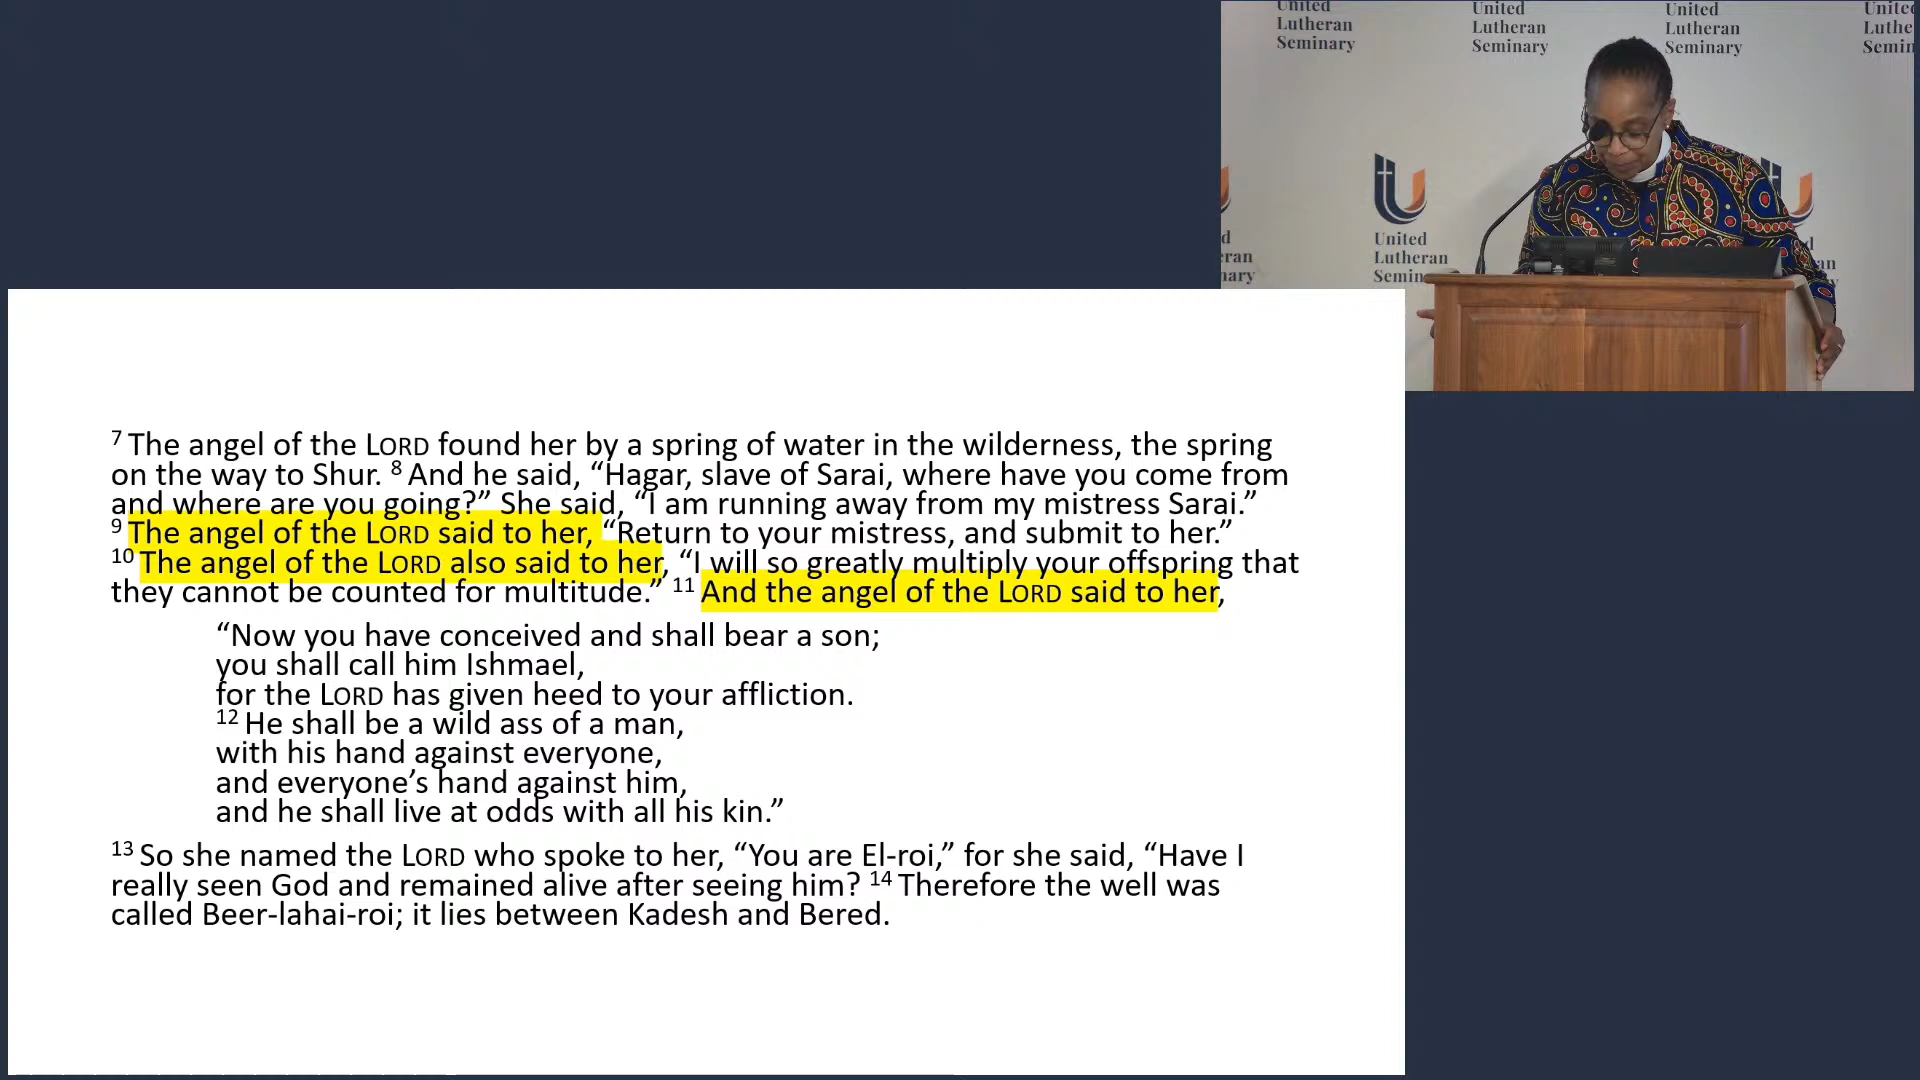 United
Lutheran
Seminary
United
Lutheran
Seminary
United
Lutheran
Seminary
United
Lutheran
Seminary
⁷ The angel of the LORD found her by a spring of water in the wilderness, the spring
on the way to Shur. ⁸ And he said, “Hagar, slave of Sarai, where have you come from
and where are you going?” She said, “I am running away from my mistress Sarai.”
⁹ The angel of the LORD said to her, “Return to your mistress, and submit to her.”
¹⁰ The angel of the LORD also said to her, “I will so greatly multiply your offspring that
they cannot be counted for multitude.” ¹¹ And the angel of the LORD said to her,
“Now you have conceived and shall bear a son;
you shall call him Ishmael,
for the LORD has given heed to your affliction.
¹² He shall be a wild ass of a man,
with his hand against everyone,
and everyone’s hand against him,
and he shall live at odds with all his kin.”
¹³ So she named the LORD who spoke to her, “You are El-roi,” for she said, “Have I
really seen God and remained alive after seeing him? ¹⁴ Therefore the well was
called Beer-lahai-roi; it lies between Kadesh and Bered.